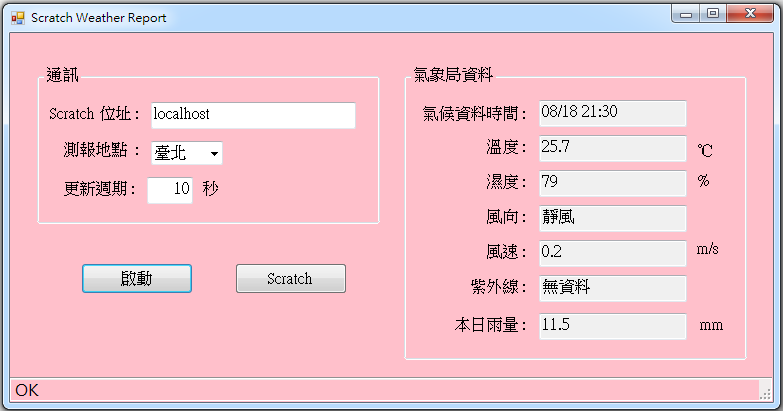 Scratch Weather Report
通訊
Scratch 位址: localhost
測報地點 : 臺北
更新週期: 10 秒
啟動 Scratch
氣象局資料
氣候資料時間: 08/18 21:30
溫度: 25.7 ℃
濕度: 79 %
風向: 靜風
風速: 0.2 m/s
紫外線: 無資料
本日雨量: 11.5 mm
OK